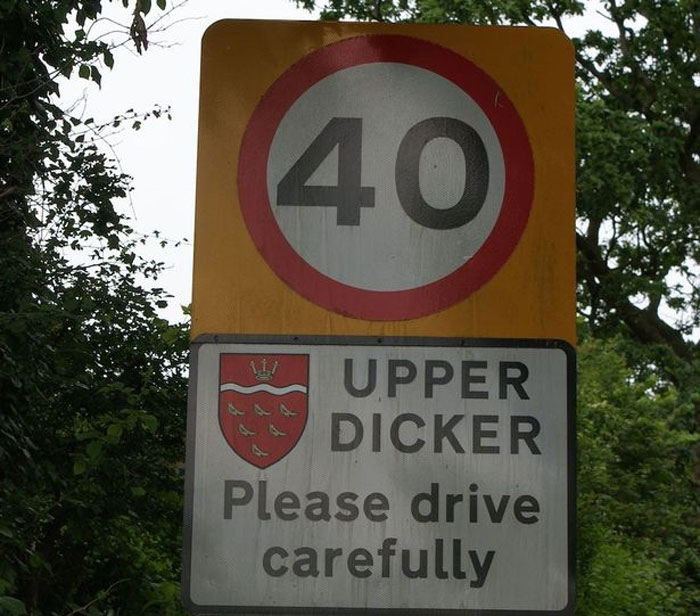 40
UPPER
DICKER
Please drive
carefully